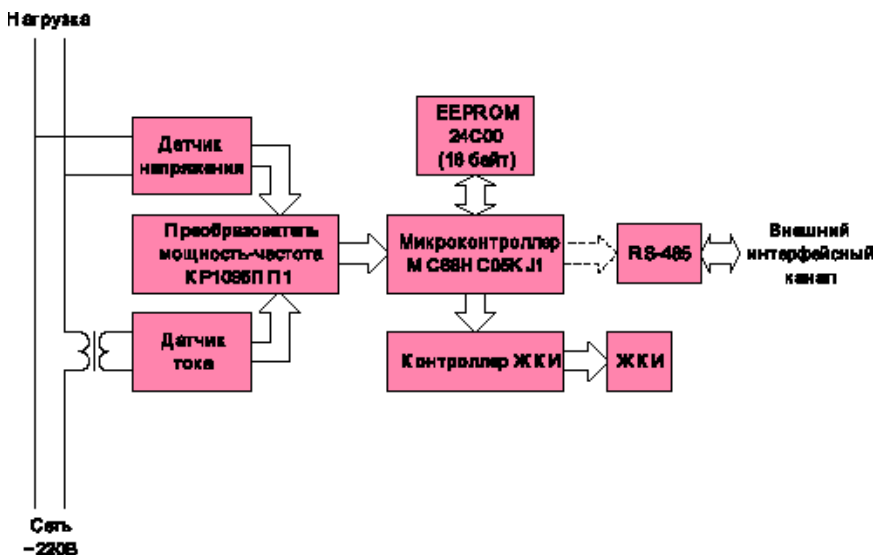 Нагрузка
Датчик
напряжения
EEPROM
24C00
(16 байт)
Преобразователь
мощность-частота
КР1095ПП1
Микроконтроллер
MC68HC05KJ1
RS-485
Внешний
интерфейсный
канал
Датчик
тока
Контроллер ЖКИ
ЖКИ
Сеть
~220В